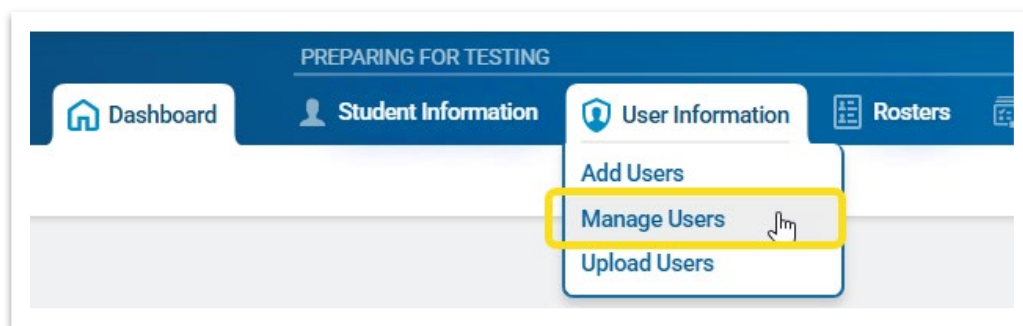 PREPARING FOR TESTING
Dashboard Student Information User Information Rosters
Add Users
Manage Users
Upload Users